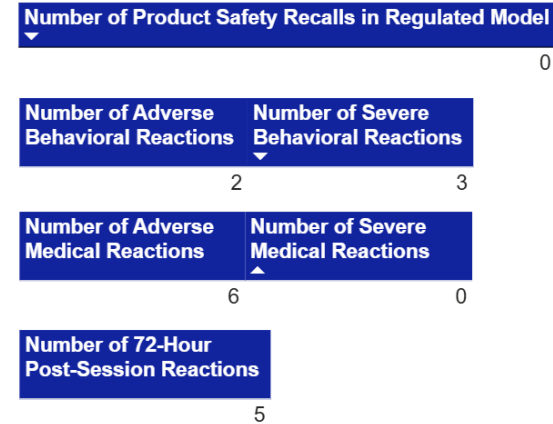 Number of Product Safety Recalls in Regulated Model
0
Number of Adverse Behavioral Reactions
Number of Severe Behavioral Reactions
2
3
Number of Adverse Medical Reactions
Number of Severe Medical Reactions
6
0
Number of 72-Hour
Post-Session Reactions
5